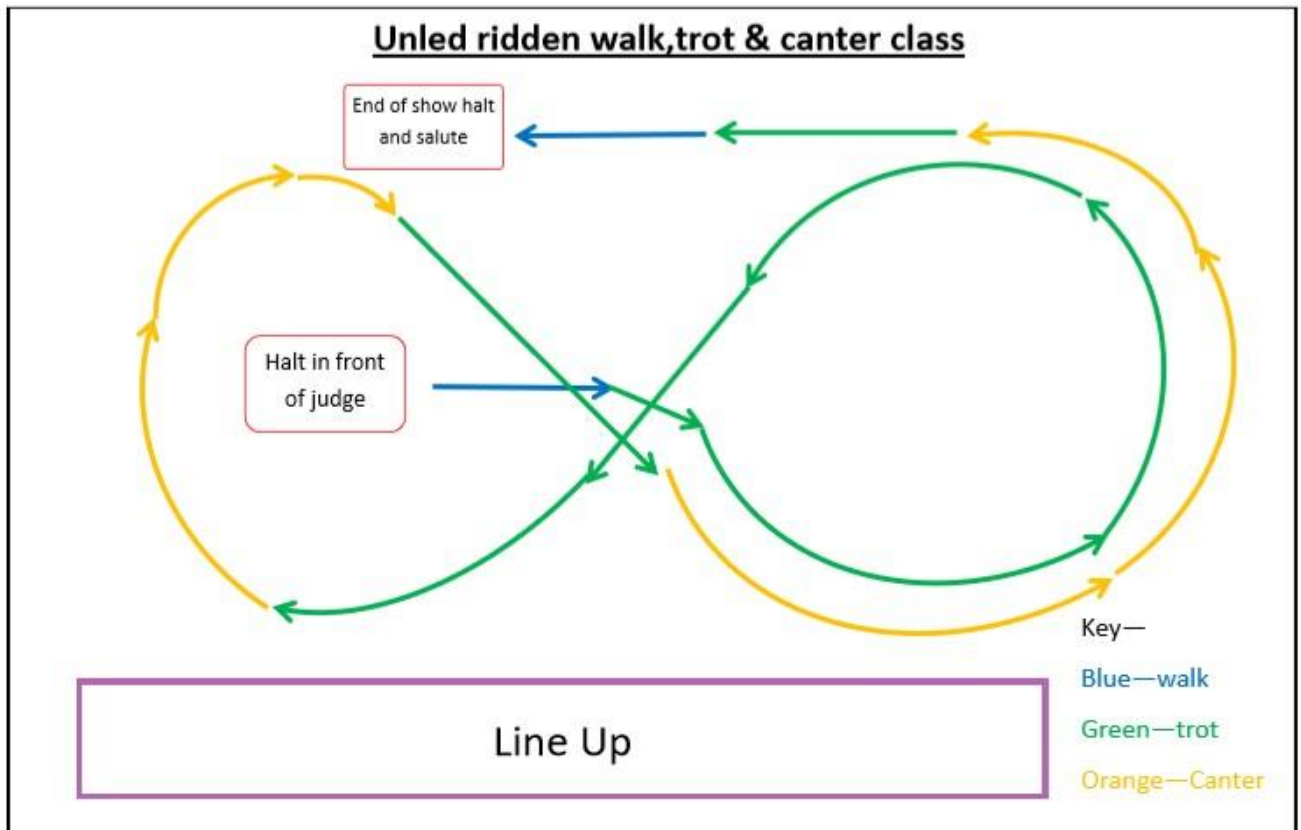 Unled ridden walk,trot & canter class
End of show halt
and salute
Halt in front
of judge
Key—
Blue—walk
Green—trot
Orange—Canter
Line Up